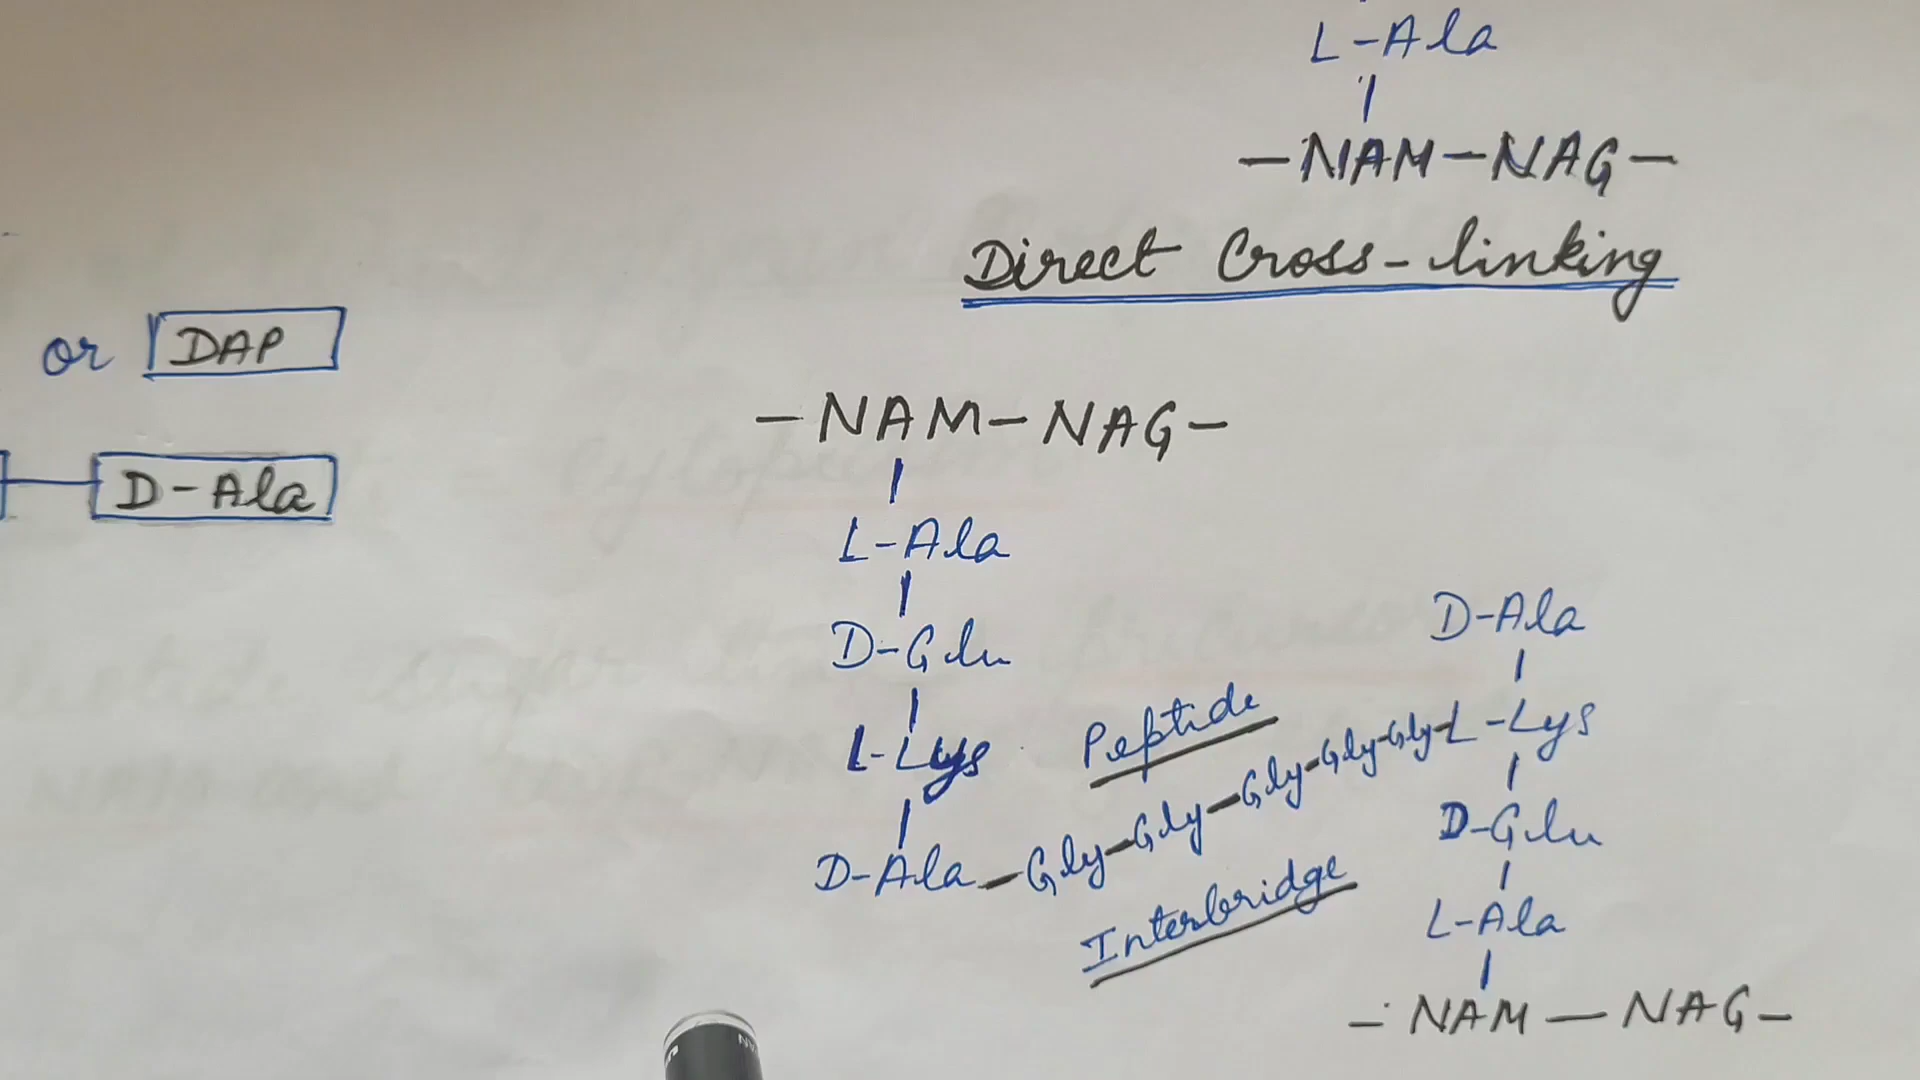 L-Ala
-NAM-NAG-
Direct Cross-linking
or DAP
D-Ala
-NAM-NAG-
L-Ala
D-Glu
L-Lys
D-Ala-Gly-Gly-Gly-Gly-Gly-L-Lys
Peptide
Interbridge
D-Ala
D-Glu
L-Ala
-NAM-NAG-